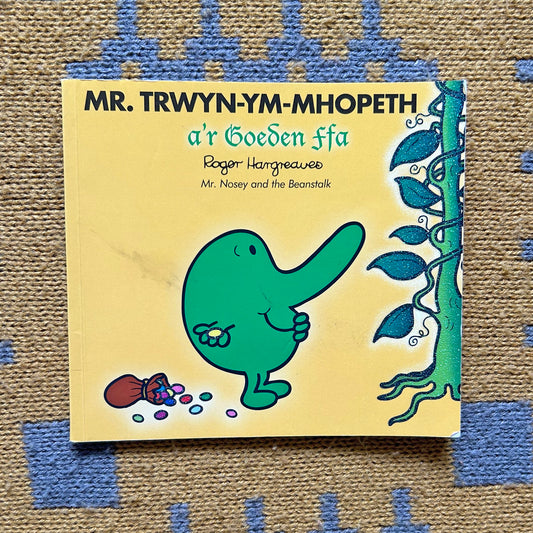 MR. TRWYN-YM-MHOPETH
a'r Goeden Ffa
Roger Hargreaves
Mr. Nosey and the Beanstalk